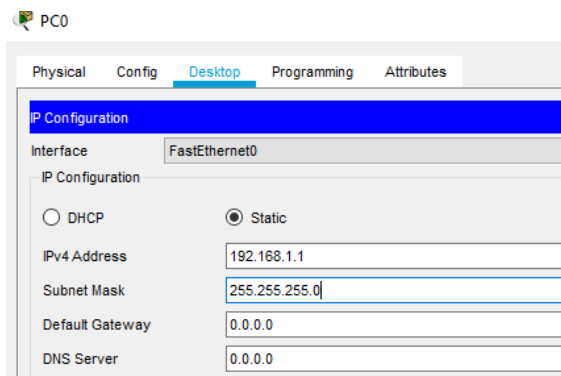 PC0
Physical Config Desktop Programming Attributes
IP Configuration
Interface FastEthernet0
IP Configuration
DHCP Static
IPv4 Address 192.168.1.1
Subnet Mask 255.255.255.0
Default Gateway 0.0.0.0
DNS Server 0.0.0.0